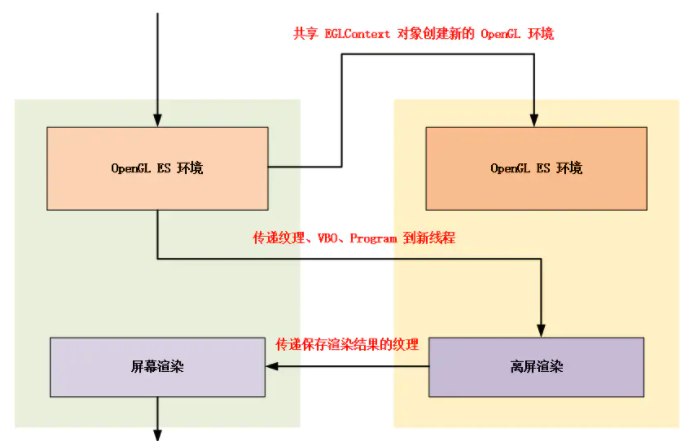 共享 EGLContext 对象创建新的 OpenGL 环境
OpenGL ES 环境
OpenGL ES 环境
传递纹理、VBO、Program 到新线程
传递保存渲染结果的纹理
屏幕渲染
离屏渲染